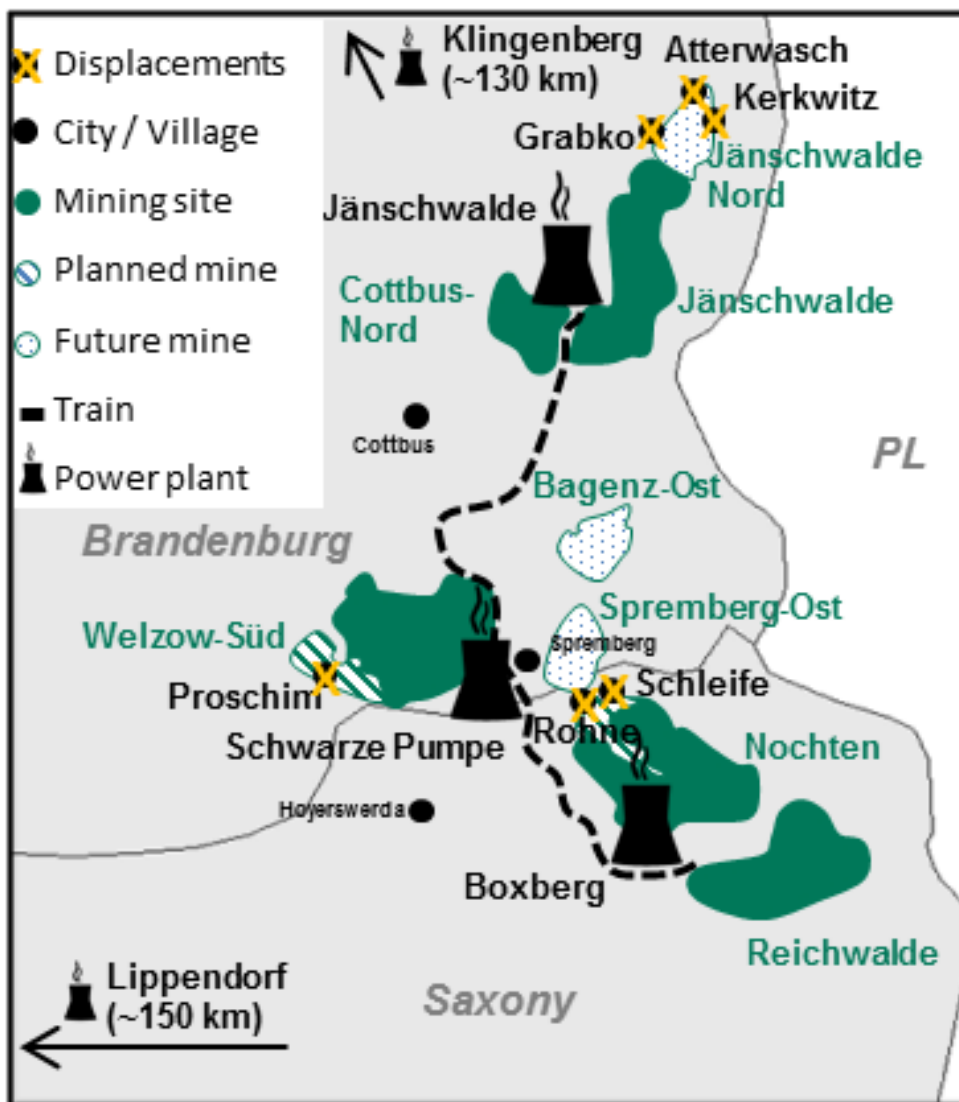 Displacements
City / Village
Mining site
Planned mine
Future mine
Train
Power plant
Klingenberg
(~130 km)
Atterwasch
Kerkwitz
Grabko
Jänschwalde
Nord
Jänschwalde
Cottbus-
Nord
Jänschwalde
Cottbus
PL
Bagenz-Ost
Brandenburg
Spremberg-Ost
Welzow-Süd
Spremberg
Proschim
Schleife
Rohne
Schwarze Pumpe
Nochten
Hoyerswerda
Boxberg
Reichwalde
Lippendorf
(~150 km)
Saxony